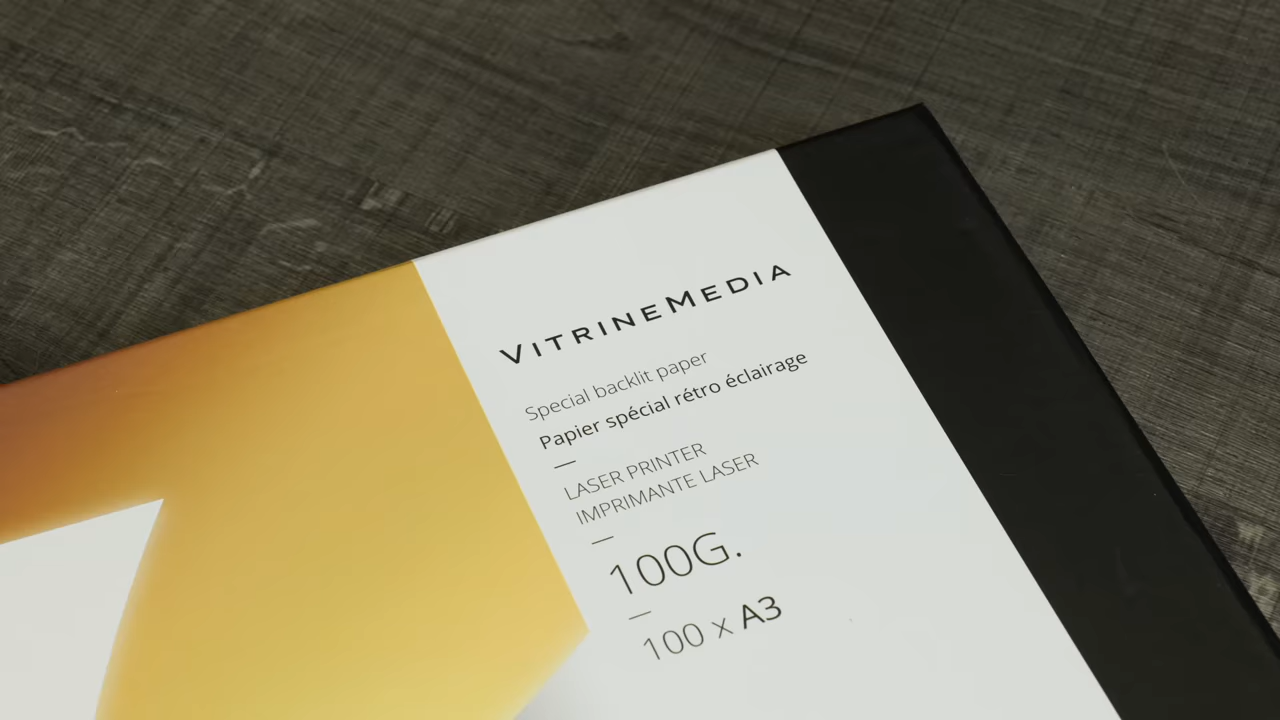 VITRINEMEDIA
Special backlit paper
Papier spécial rétro éclairage
—
LASER PRINTER
IMPRIMANTE LASER
—
100G.
—
100 x A3